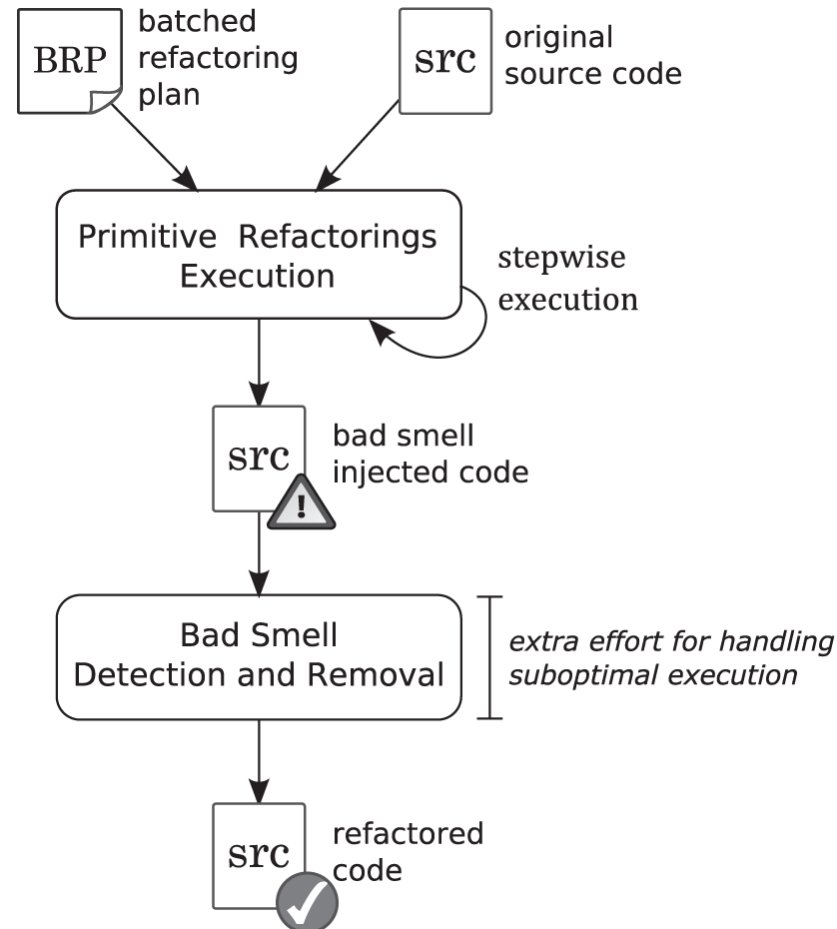 BRP
batched
refactoring
plan
src
original
source code
Primitive Refactorings
Execution
stepwise
execution
src
!
bad smell
injected code
Bad Smell
Detection and Removal
extra effort for handling
suboptimal execution
src
refactored
code